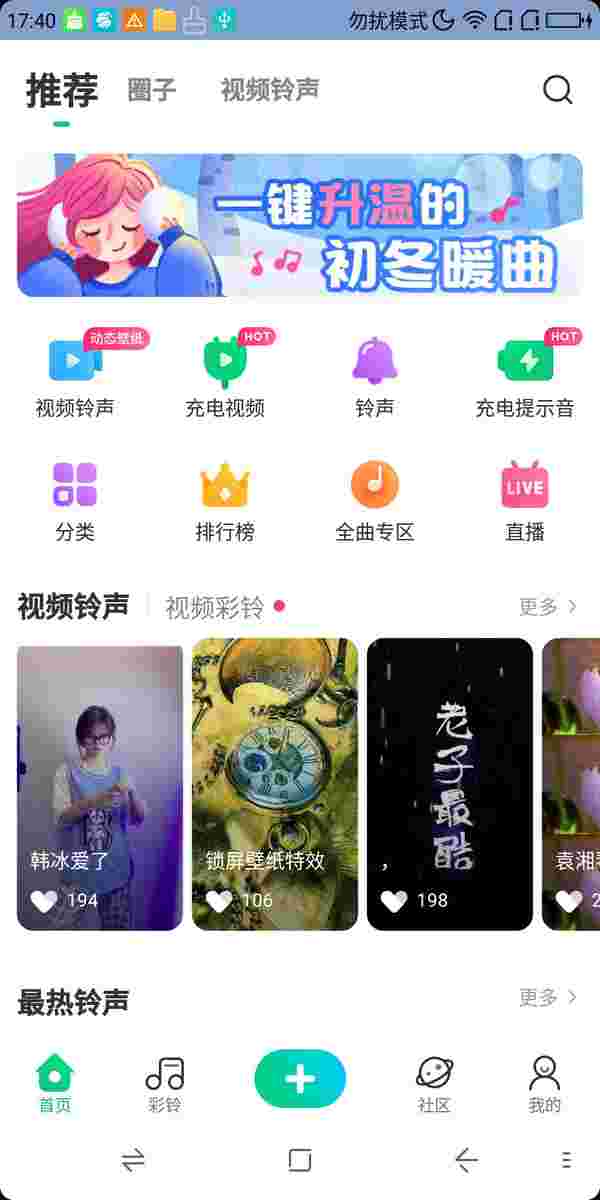 17:40
勿扰模式
推荐 圈子 视频铃声
一键升温的
初冬暖曲
动态壁纸 HOT HOT
视频铃声 充电视频 铃声 充电提示音
LIVE
分类 排行榜 全曲专区 直播
视频铃声 视频彩铃 更多
老子最酷
韩冰爱了 锁屏壁纸特效 , 袁湘
194 106 198 2
最热铃声 更多
首页 彩铃 社区 我的